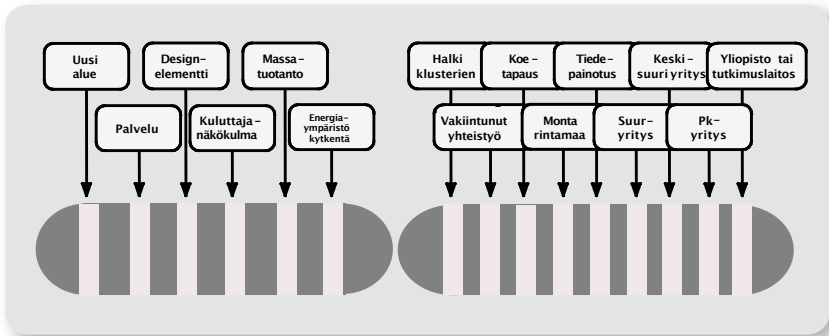 Uusi
alue
Design-
elementti
Massa-
tuotanto
Palvelu
Kuluttaja-
näkökulma
Energia-
ympäristö
kytkentä
Halki
klusterien
Koe-
tapaus
Tiede-
painotus
Keski-
suuri yritys
Yliopisto tai
tutkimuslaitos
Vakiintunut
yhteistyö
Monta
rintamaa
Suur-
yritys
Pk-
yritys